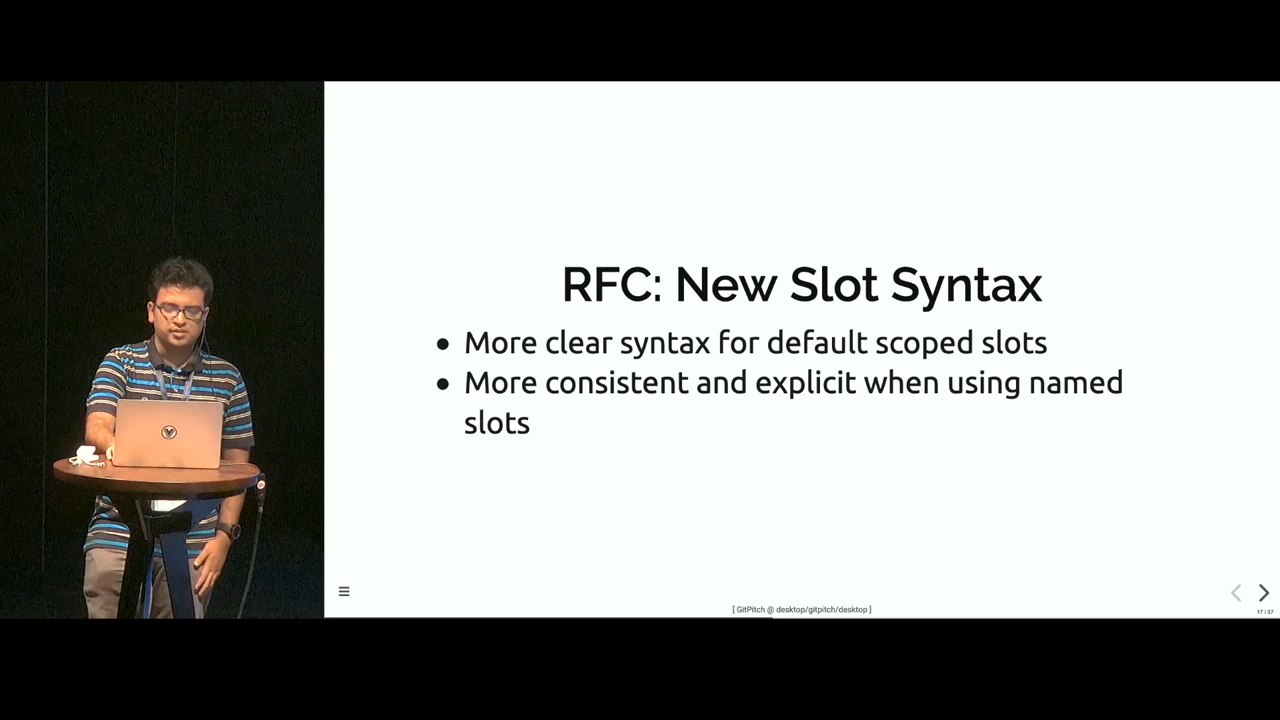 RFC: New Slot Syntax
● More clear syntax for default scoped slots
● More consistent and explicit when using named
slots
[ GitPitch @ desktop/gitpitch/desktop ]
17 / 37